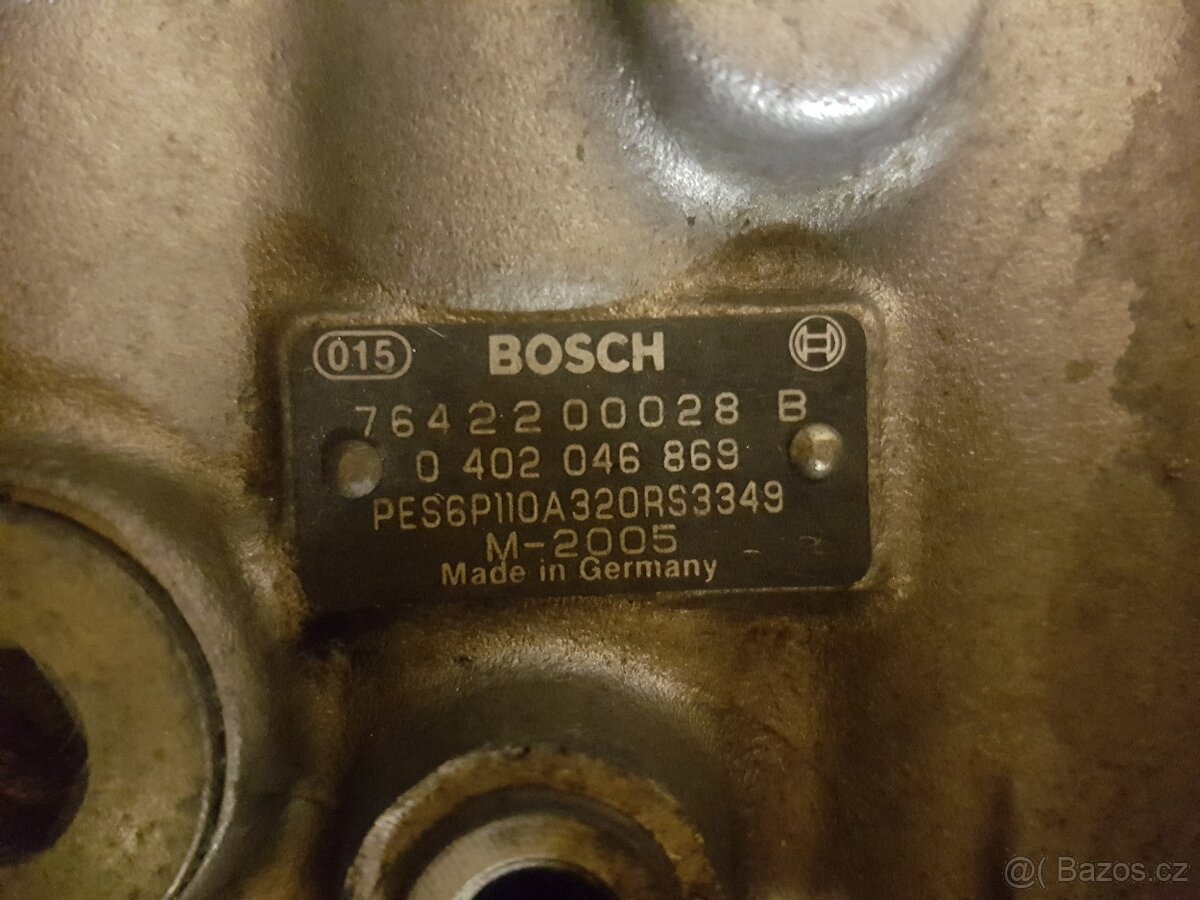 015 BOSCH
7642200028 B
0 402 046 869
PES6P110A320RS3349
M-2005
Made in Germany
@( Bazos.cz